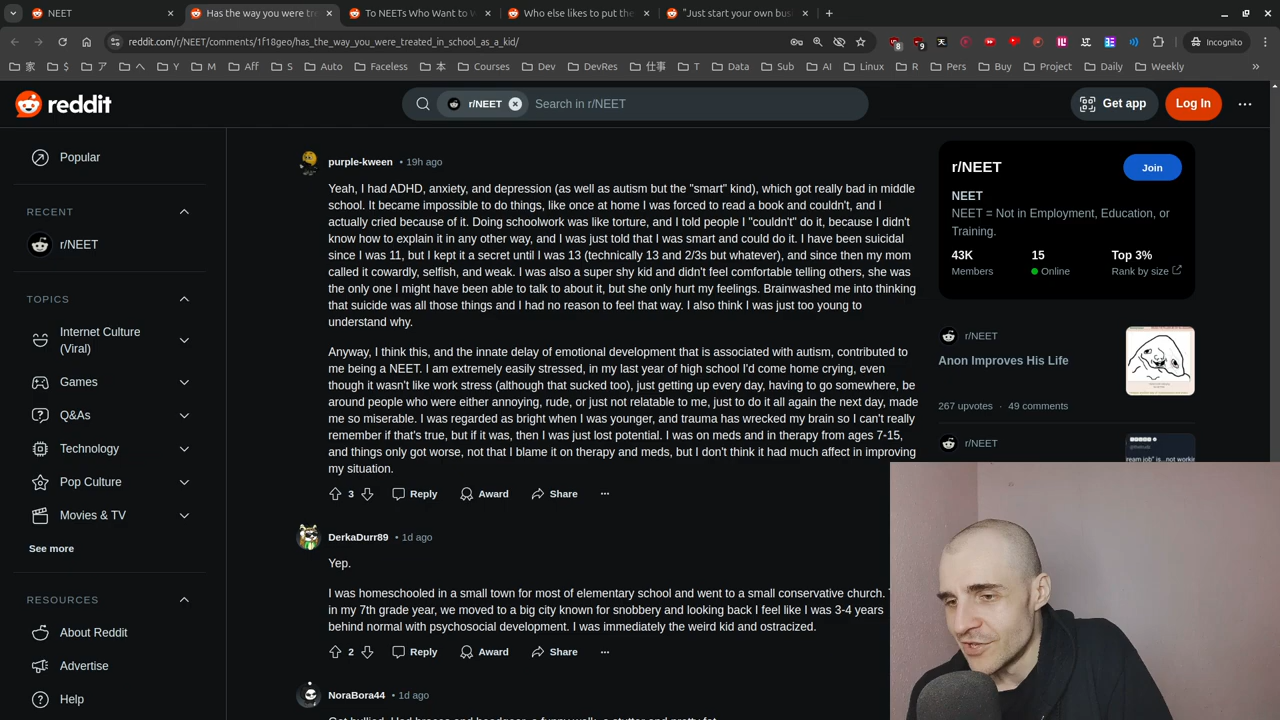 NEET
Has the way you were tre
To NEETs Who Want to
Who else likes to put the
"Just start your own bus
reddit.com/r/NEET/comments/1f18geo/has_the_way_you_were_treated_in_school_as_a_kid/
8
9
Incognito
家
$
ア
へ
Y
M
Aff
S
Auto
Faceless
本
Courses
Dev
DevRes
仕事
T
Data
Sub
AI
Linux
R
Pers
Buy
Project
Daily
Weekly
reddit
r/NEET
Search in r/NEET
Get app
Log In
Popular
RECENT
r/NEET
TOPICS
Internet Culture
(Viral)
Games
Q&As
Technology
Pop Culture
Movies & TV
See more
RESOURCES
About Reddit
Advertise
Help
purple-kween • 19h ago
Yeah, I had ADHD, anxiety, and depression (as well as autism but the "smart" kind), which got really bad in middle
school. It became impossible to do things, like once at home I was forced to read a book and couldn't, and I
actually cried because of it. Doing schoolwork was like torture, and I told people I "couldn't" do it, because I didn't
know how to explain it in any other way, and I was just told that I was smart and could do it. I have been suicidal
since I was 11, but I kept it a secret until I was 13 (technically 13 and 2/3s but whatever), and since then my mom
called it cowardly, selfish, and weak. I was also a super shy kid and didn't feel comfortable telling others, she was
the only one I might have been able to talk to about it, but she only hurt my feelings. Brainwashed me into thinking
that suicide was all those things and I had no reason to feel that way. I also think I was just too young to
understand why.
Anyway, I think this, and the innate delay of emotional development that is associated with autism, contributed to
me being a NEET. I am extremely easily stressed, in my last year of high school I'd come home crying, even
though it wasn't like work stress (although that sucked too), just getting up every day, having to go somewhere, be
around people who were either annoying, rude, or just not relatable to me, just to do it all again the next day, made
me so miserable. I was regarded as bright when I was younger, and trauma has wrecked my brain so I can't really
remember if that's true, but if it was, then I was just lost potential. I was on meds and in therapy from ages 7-15,
and things only got worse, not that I blame it on therapy and meds, but I don't think it had much affect in improving
my situation.
3 Reply Award Share
DerkaDurr89 • 1d ago
Yep.
I was homeschooled in a small town for most of elementary school and went to a small conservative church.
in my 7th grade year, we moved to a big city known for snobbery and looking back I feel like I was 3-4 years
behind normal with psychosocial development. I was immediately the weird kid and ostracized.
2 Reply Award Share
NoraBora44 • 1d ago
r/NEET
Join
NEET
NEET = Not in Employment, Education, or
Training.
43K 15 Top 3%
Members Online Rank by size
r/NEET
Anon Improves His Life
267 upvotes • 49 comments
r/NEET